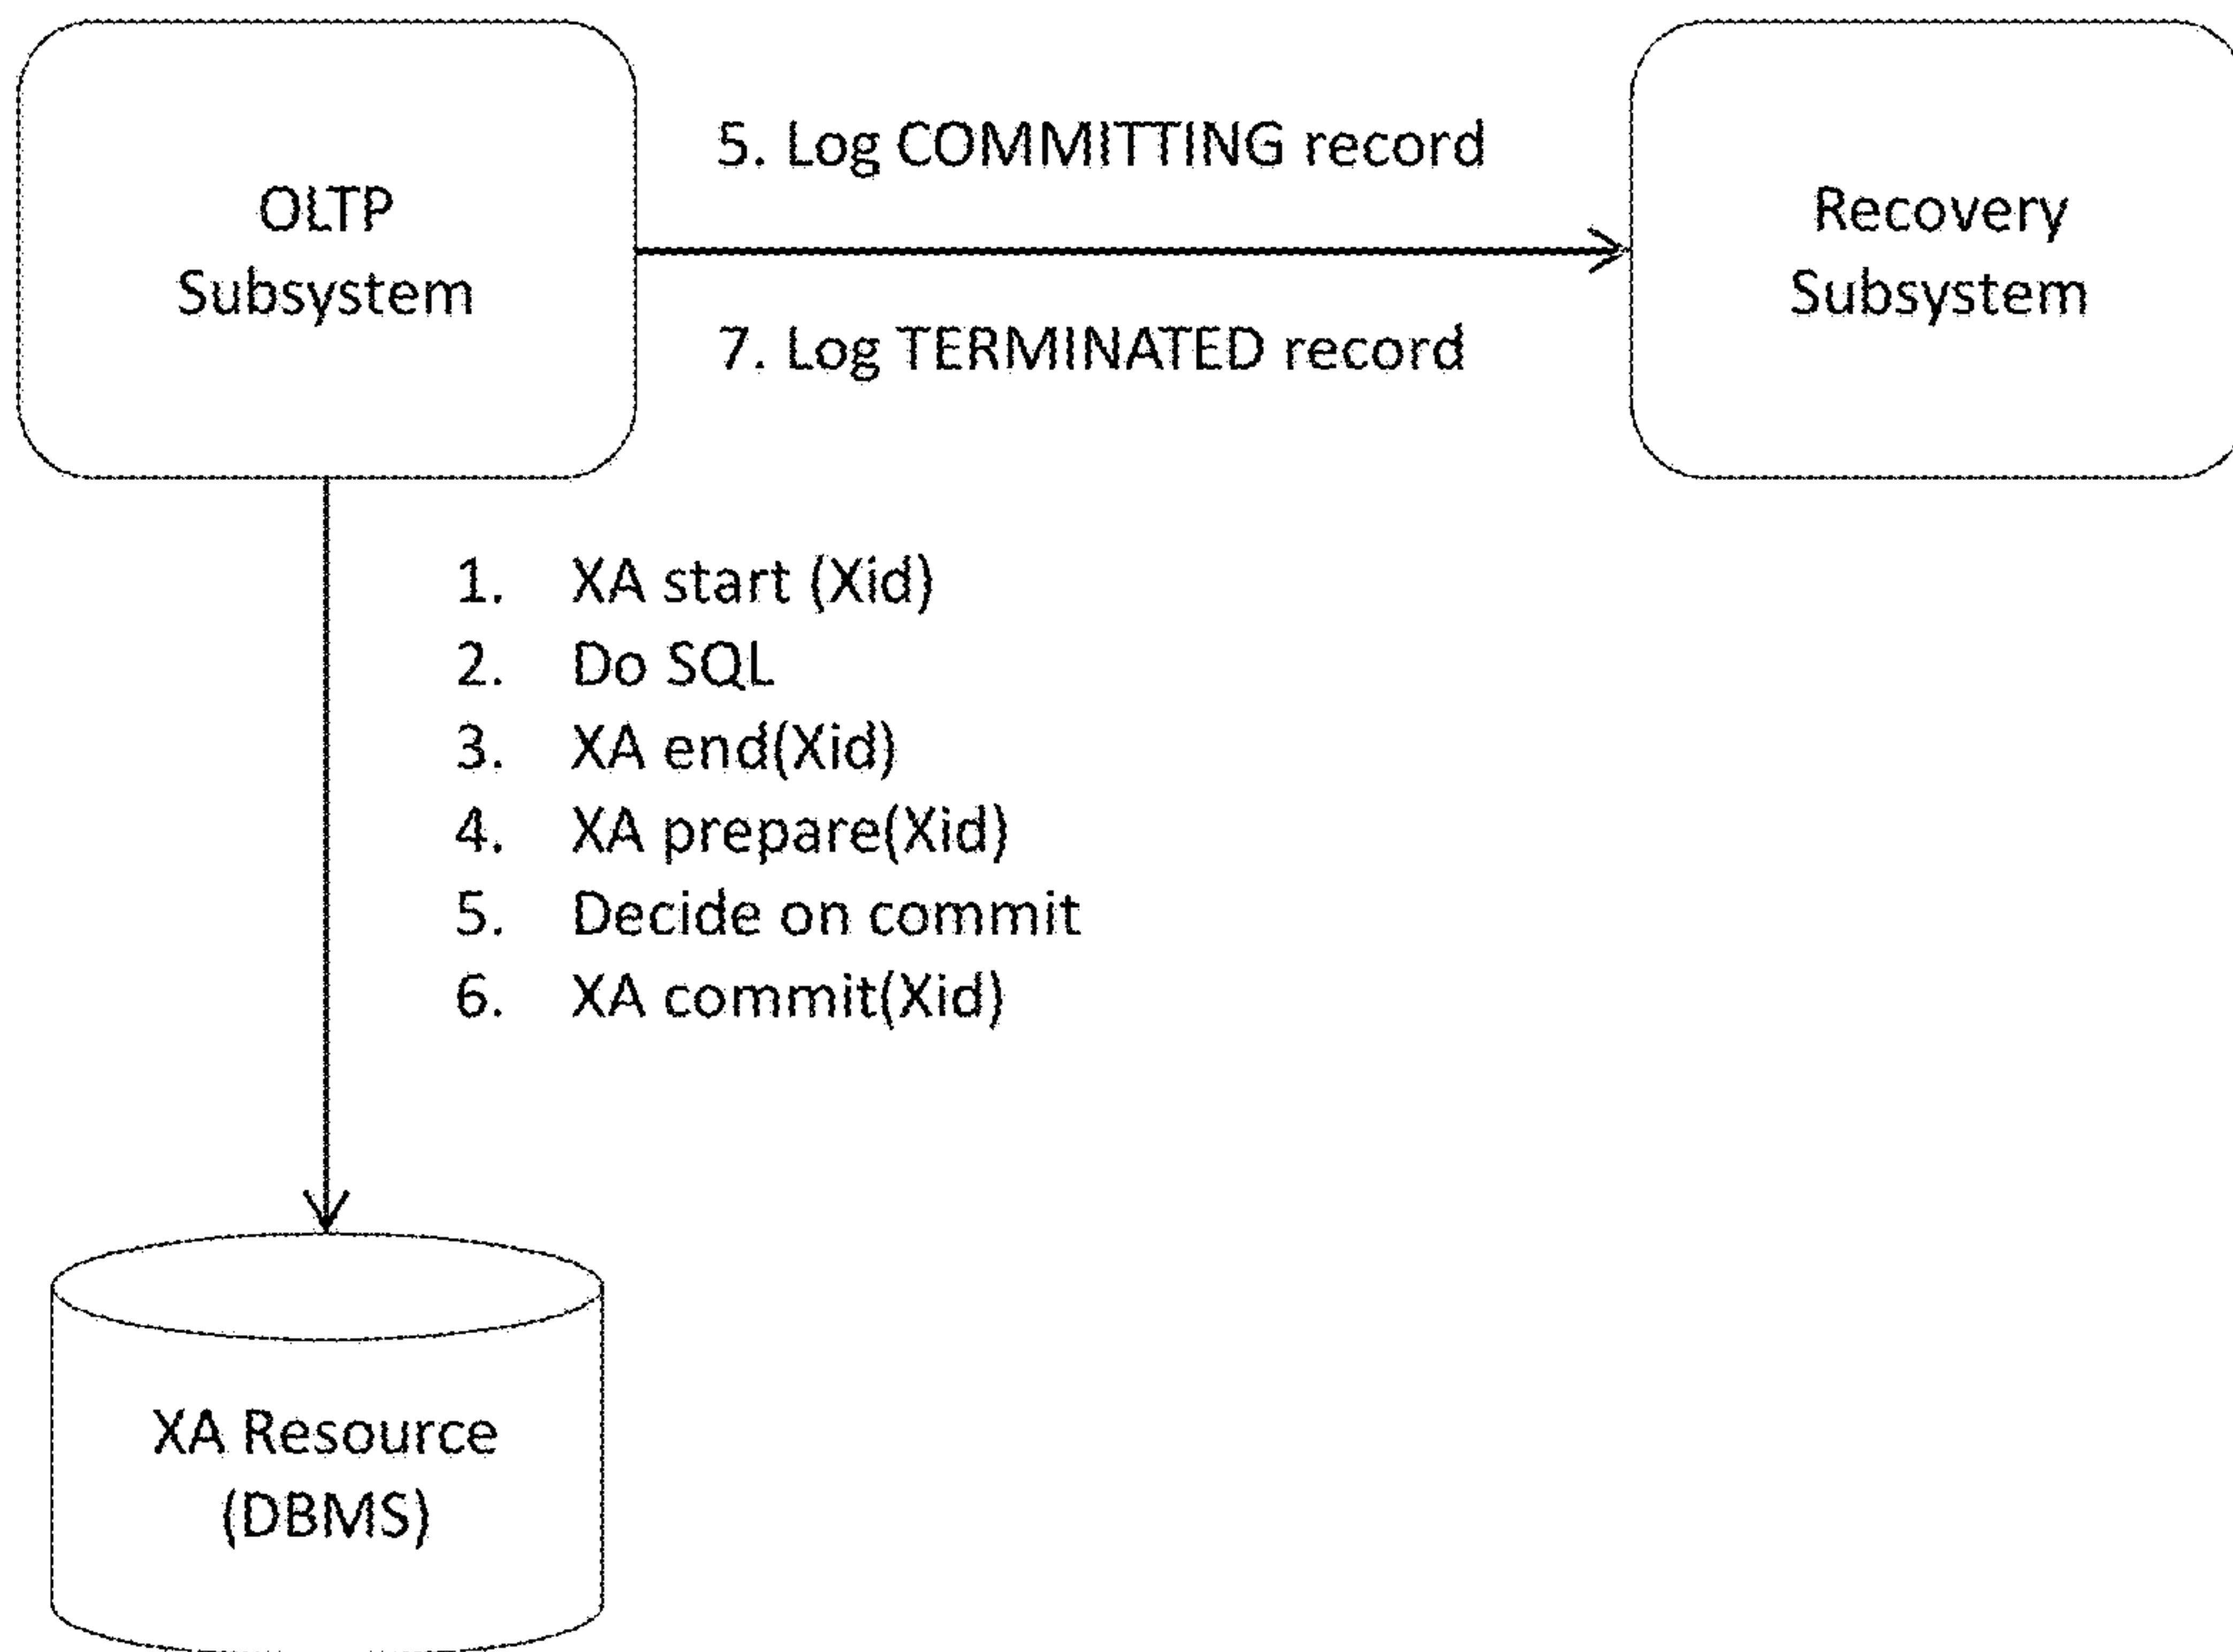 OLTP
Subsystem
5. Log COMMITTING record
7. Log TERMINATED record
Recovery
Subsystem
1. XA start (Xid)
2. Do SQL
3. XA end(Xid)
4. XA prepare(Xid)
5. Decide on commit
6. XA commit(Xid)
XA Resource
(DBMS)